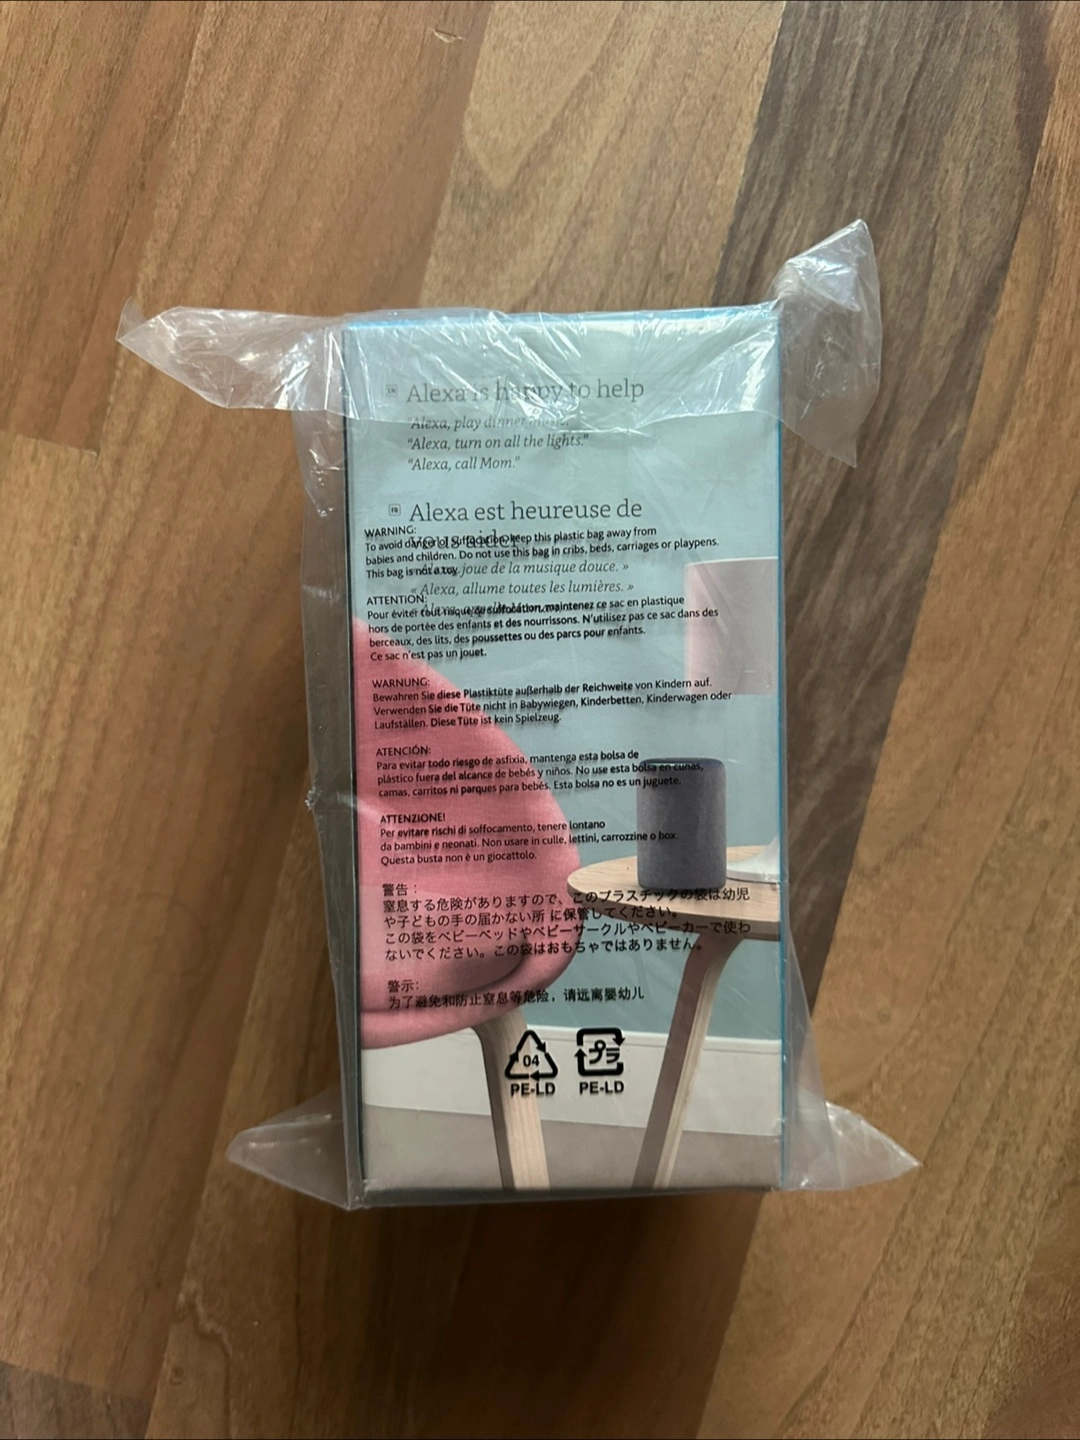 EN Alexa is happy to help
"Alexa, play dinner music."
"Alexa, turn on all the lights."
"Alexa, call Mom."
FR Alexa est heureuse de
vous aider
joue de la musique douce. »
« Alexa, allume toutes les lumières. »
WARNING:
To avoid danger of suffocation, keep this plastic bag away from
babies and children. Do not use this bag in cribs, beds, carriages or playpens.
This bag is not a toy.
ATTENTION:
Pour éviter tout risque de suffocation, maintenez ce sac en plastique
hors de portée des enfants et des nourrissons. N'utilisez pas ce sac dans des
berceaux, des lits, des poussettes ou des parcs pour enfants.
Ce sac n'est pas un jouet.
WARNUNG:
Bewahren Sie diese Plastiktüte außerhalb der Reichweite von Kindern auf.
Verwenden Sie die Tüte nicht in Babywiegen, Kinderbetten, Kinderwagen oder
Laufställen. Diese Tüte ist kein Spielzeug.
ATENCIÓN:
Para evitar todo riesgo de asfixia, mantenga esta bolsa de
plástico fuera del alcance de bebés y niños. No use esta bolsa en cunas,
camas, carritos ni parques para bebés. Esta bolsa no es un juguete.
ATTENZIONE!
Per evitare rischi di soffocamento, tenere lontano
da bambini e neonati. Non usare in culle, lettini, carrozzine o box.
Questa busta non è un giocattolo.
警告：
窒息する危険がありますので、このプラスチックの袋は幼児
や子どもの手の届かない所 に保管してください。
この袋をベビーベッドやベビーサークルやベビーカーで使わ
ないでください。この袋はおもちゃではありません。
警示:
为了避免和防止窒息等危险，请远离婴幼儿
04 プラ
PE-LD PE-LD